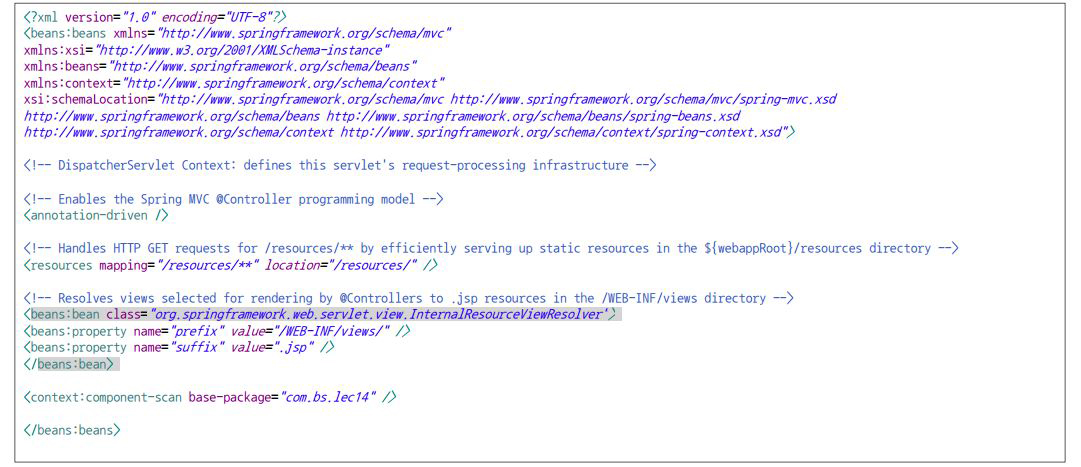 <?xml version="1.0" encoding="UTF-8"?>
<beans:beans xmlns="http://www.springframework.org/schema/mvc"
xmlns:xsi="http://www.w3.org/2001/XMLSchema-instance"
xmlns:beans="http://www.springframework.org/schema/beans"
xmlns:context="http://www.springframework.org/schema/context"
xsi:schemaLocation="http://www.springframework.org/schema/mvc http://www.springframework.org/schema/mvc/spring-mvc.xsd
http://www.springframework.org/schema/beans http://www.springframework.org/schema/beans/spring-beans.xsd
http://www.springframework.org/schema/context http://www.springframework.org/schema/context/spring-context.xsd">
<!-- DispatcherServlet Context: defines this servlet's request-processing infrastructure -->
<!-- Enables the Spring MVC @Controller programming model -->
<annotation-driven />
<!-- Handles HTTP GET requests for /resources/** by efficiently serving up static resources in the ${webappRoot}/resources directory -->
<resources mapping="/resources/**" location="/resources/" />
<!-- Resolves views selected for rendering by @Controllers to .jsp resources in the /WEB-INF/views directory -->
<beans:bean class="org.springframework.web.servlet.view.InternalResourceViewResolver">
<beans:property name="prefix" value="/WEB-INF/views/" />
<beans:property name="suffix" value=".jsp" />
</beans:bean>
<context:component-scan base-package="com.bs.lec14" />
</beans:beans>